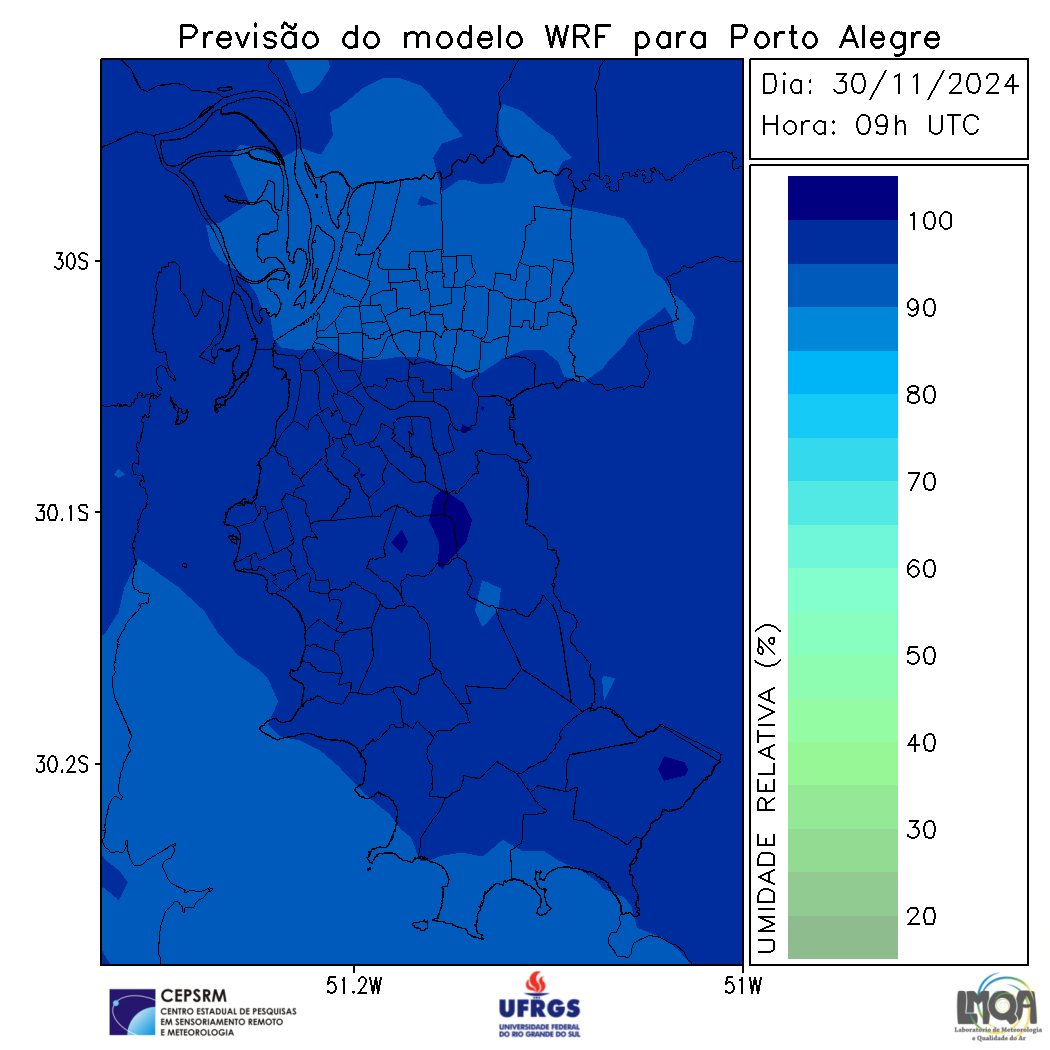 Previsão do modelo WRF para Porto Alegre
Dia: 30/11/2024
Hora: 09h UTC
30S
30.1S
30.2S
51.2W
51W
100
90
80
70
60
50
40
30
20
UMIDADE RELATIVA (%)
CEPSRM
CENTRO ESTADUAL DE PESQUISAS
EM SENSORIAMENTO REMOTO
E METEOROLOGIA
UFRGS
UNIVERSIDADE FEDERAL
DO RIO GRANDE DO SUL
LMQA
Laboratório de Meteorologia
e Qualidade do Ar